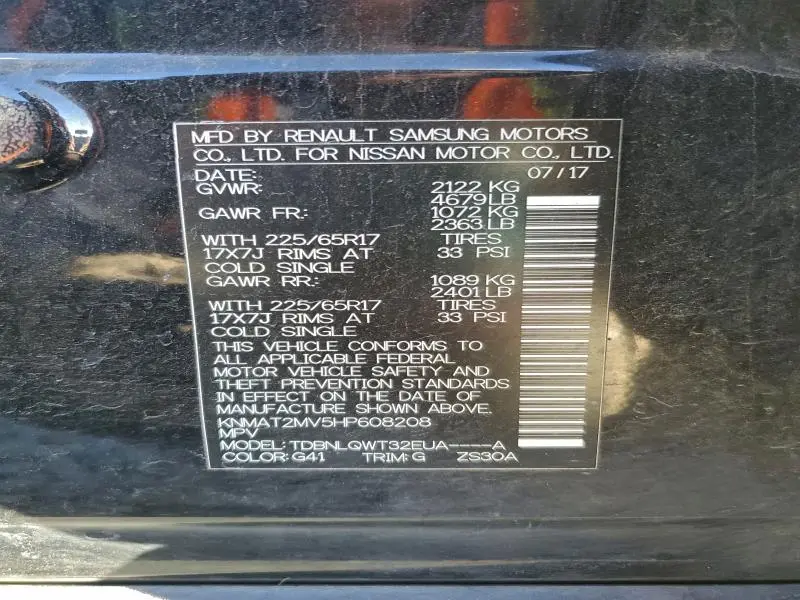 MFD BY RENAULT SAMSUNG MOTORS
CO., LTD. FOR NISSAN MOTOR CO., LTD.
DATE: 07/17
GVWR: 2122 KG
4679LB
GAWR FR.: 1072 KG
2363 LB
WITH 225/65R17 TIRES
17X7J RIMS AT 33 PSI
COLD SINGLE
GAWR RR.: 1089 KG
2401 LB
WITH 225/65R17 TIRES
17X7J RIMS AT 33 PSI
COLD SINGLE
THIS VEHICLE CONFORMS TO
ALL APPLICABLE FEDERAL
MOTOR VEHICLE SAFETY AND
THEFT PREVENTION STANDARDS
IN EFFECT ON THE DATE OF
MANUFACTURE SHOWN ABOVE.
KNMAT2MV5HP608208
MPV
MODEL: TDBNLQWT32EUA----A
COLOR: G41 TRIM: G ZS30A